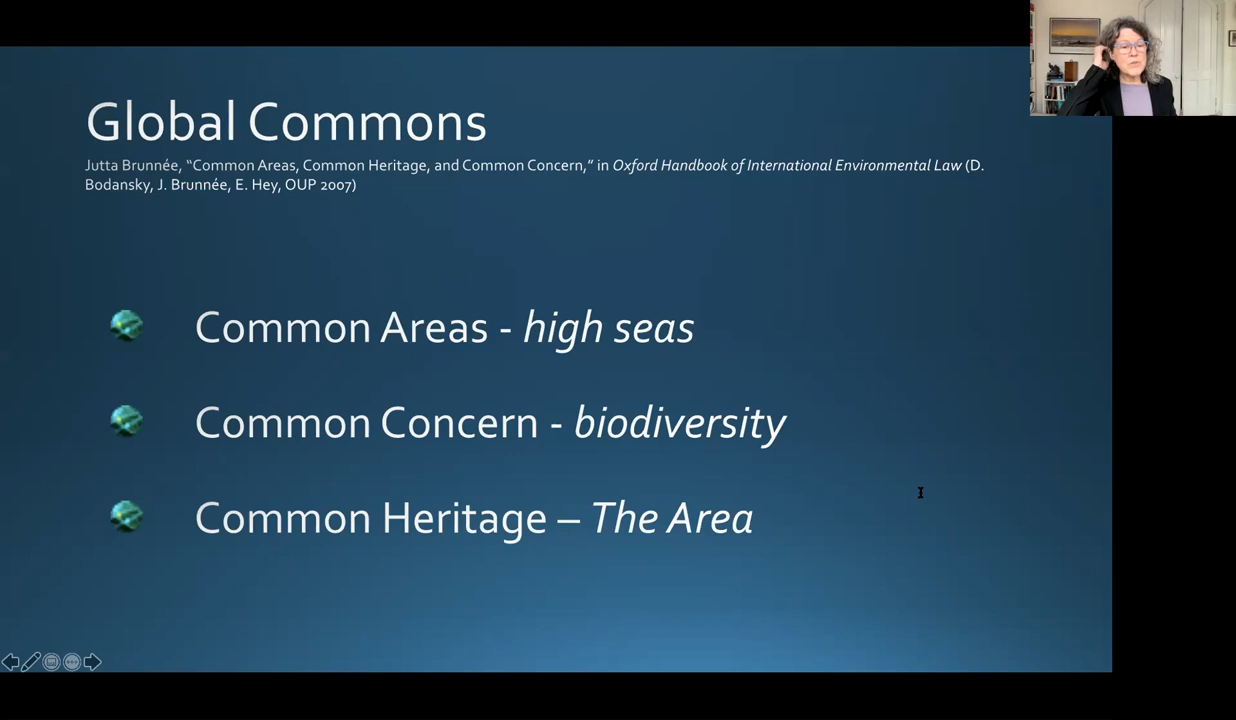 Global Commons
Jutta Brunnée, “Common Areas, Common Heritage, and Common Concern,” in Oxford Handbook of International Environmental Law (D.
Bodansky, J. Brunnée, E. Hey, OUP 2007)
Common Areas - high seas
Common Concern - biodiversity
Common Heritage – The Area